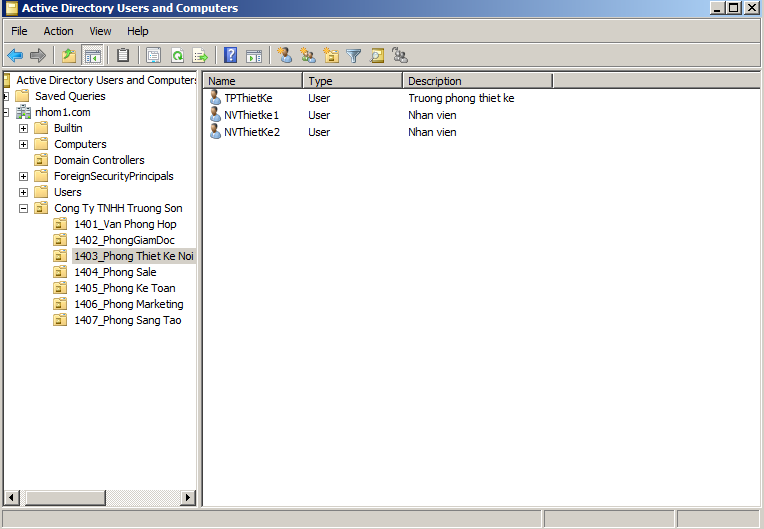 Active Directory Users and Computers
File Action View Help
Active Directory Users and Computers
Saved Queries
nhom1.com
Builtin
Computers
Domain Controllers
ForeignSecurityPrincipals
Users
Cong Ty TNHH Truong Son
1401_Van Phong Hop
1402_PhongGiamDoc
1403_Phong Thiet Ke Noi
1404_Phong Sale
1405_Phong Ke Toan
1406_Phong Marketing
1407_Phong Sang Tao
Name Type Description
TPThietKe User Truong phong thiet ke
NVThietke1 User Nhan vien
NVThietKe2 User Nhan vien